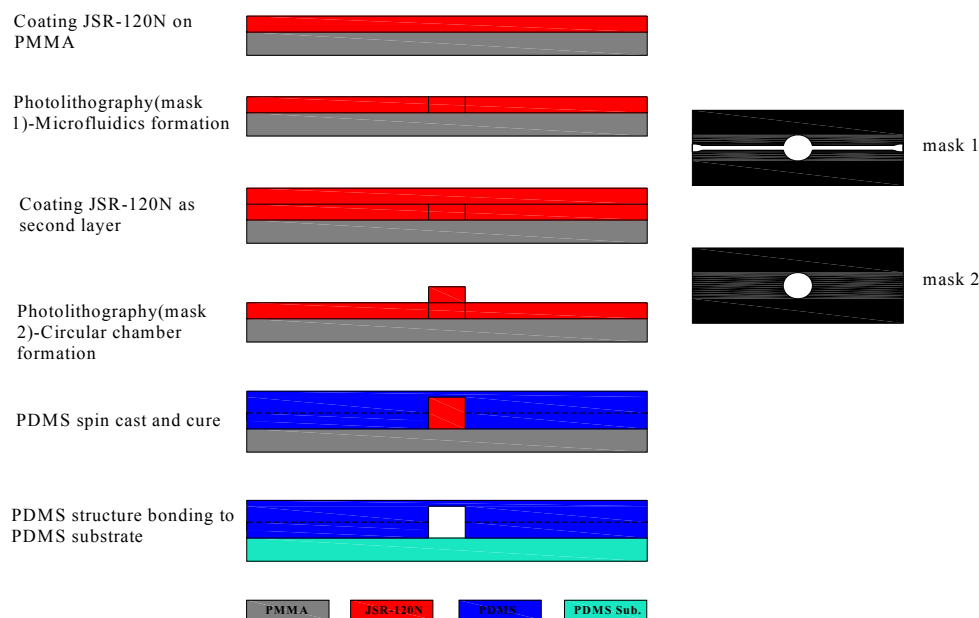 Coating JSR-120N on
PMMA
Photolithography(mask
1)-Microfluidics formation
mask 1
Coating JSR-120N as
second layer
mask 2
Photolithography(mask
2)-Circular chamber
formation
PDMS spin cast and cure
PDMS structure bonding to
PDMS substrate
PMMA
JSR-120N
PDMS
PDMS Sub.